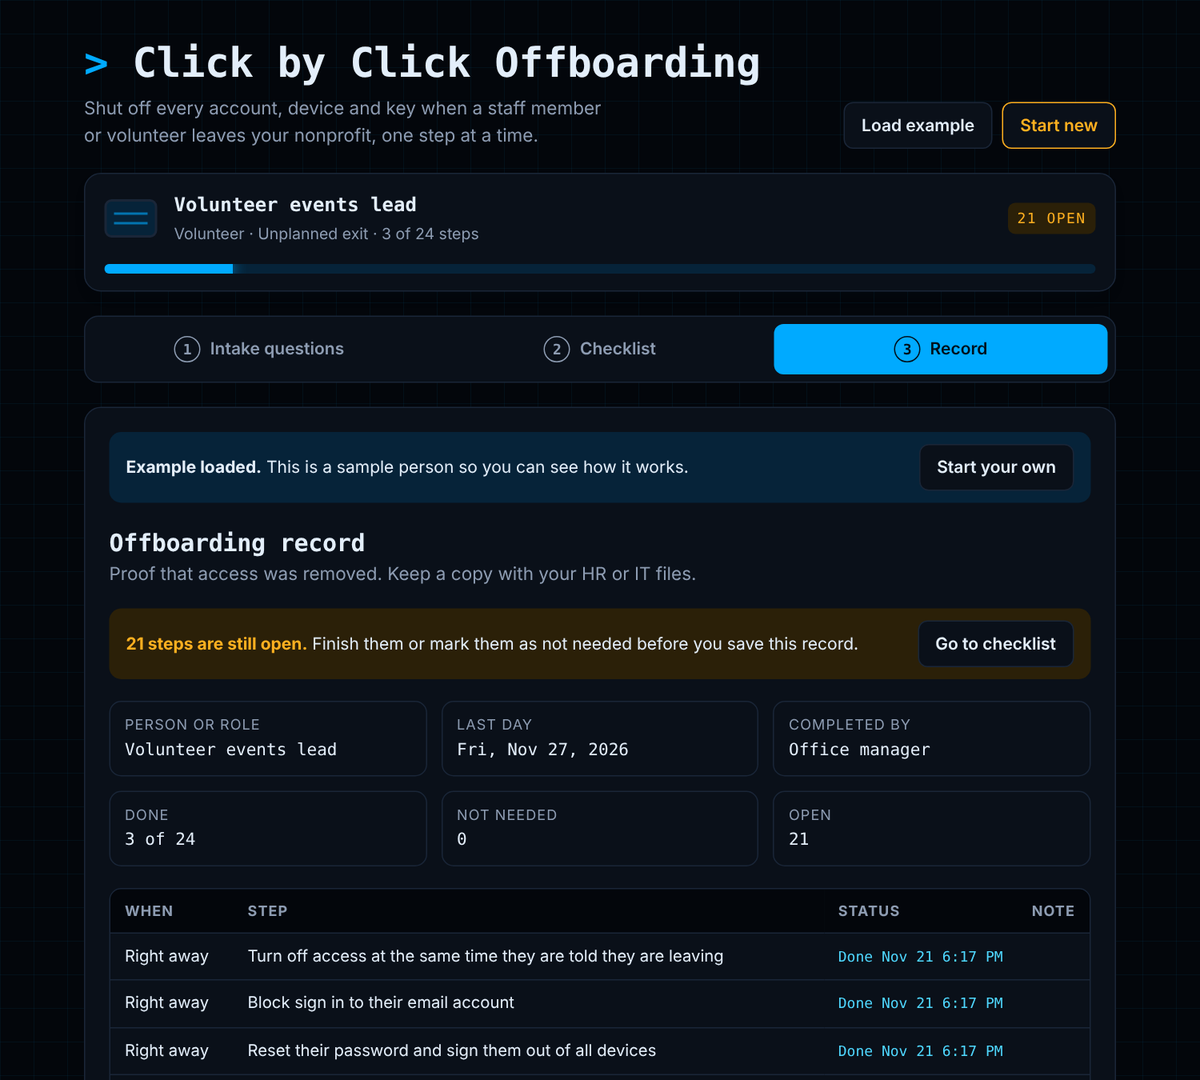 > Click by Click Offboarding
Shut off every account, device and key when a staff member
or volunteer leaves your nonprofit, one step at a time.
Load example
Start new
Volunteer events lead
Volunteer · Unplanned exit · 3 of 24 steps
21 OPEN
1 Intake questions
2 Checklist
3 Record
Example loaded. This is a sample person so you can see how it works.
Start your own
Offboarding record
Proof that access was removed. Keep a copy with your HR or IT files.
21 steps are still open. Finish them or mark them as not needed before you save this record.
Go to checklist
PERSON OR ROLE
Volunteer events lead
LAST DAY
Fri, Nov 27, 2026
COMPLETED BY
Office manager
DONE
3 of 24
NOT NEEDED
0
OPEN
21
WHEN STEP STATUS NOTE
Right away Turn off access at the same time they are told they are leaving Done Nov 21 6:17 PM
Right away Block sign in to their email account Done Nov 21 6:17 PM
Right away Reset their password and sign them out of all devices Done Nov 21 6:17 PM